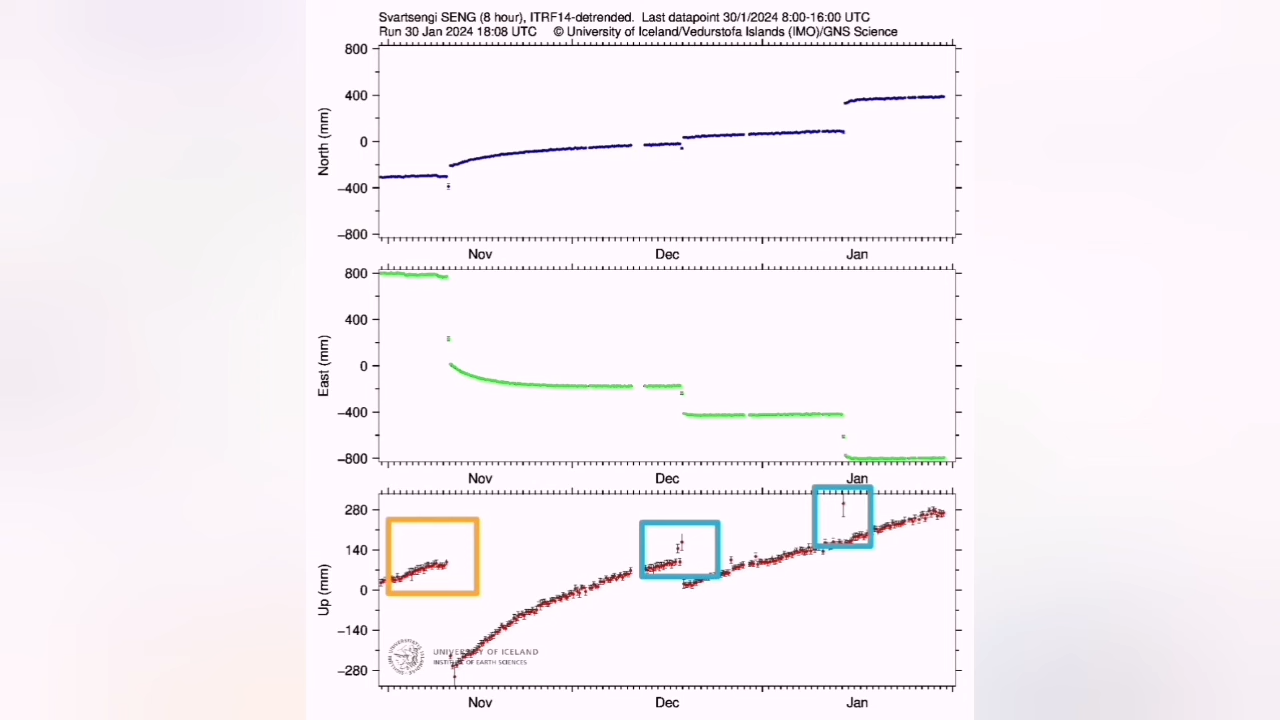 Svartsengi SENG (8 hour), ITRF14-detrended. Last datapoint 30/1/2024 8:00-16:00 UTC
Run 30 Jan 2024 18:08 UTC © University of Iceland/Vedurstofa Islands (IMO)/GNS Science
800
400
0
−400
−800
North (mm)
Nov Dec Jan
800
400
0
−400
−800
East (mm)
Nov Dec Jan
280
140
0
−140
−280
Up (mm)
UNIVERSITY OF ICELAND
INSTITUTE OF EARTH SCIENCES
Nov Dec Jan